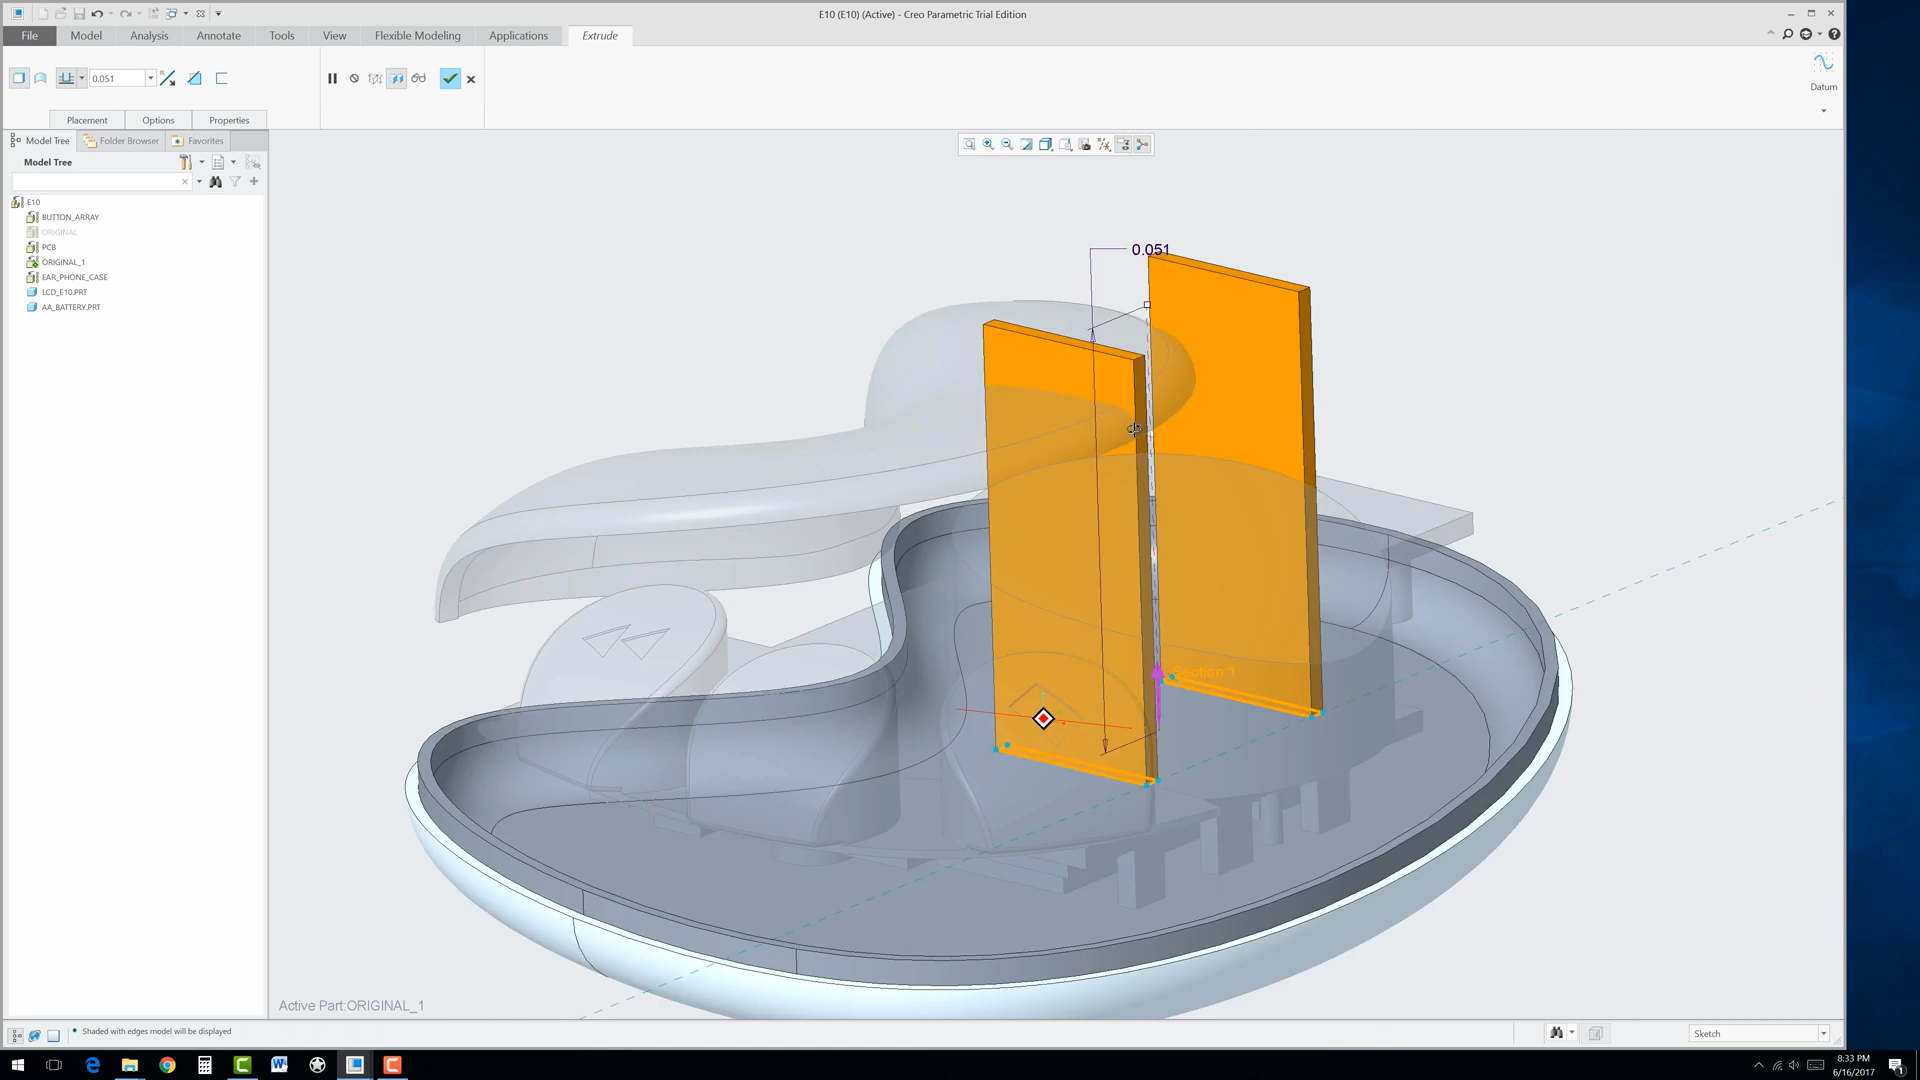 E10 (E10) (Active) - Creo Parametric Trial Edition
File Model Analysis Annotate Tools View Flexible Modeling Applications Extrude
0.051
Datum
Placement Options Properties
Model Tree Folder Browser Favorites
Model Tree
E10
BUTTON_ARRAY
ORIGINAL
PCB
ORIGINAL_1
EAR_PHONE_CASE
LCD_E10.PRT
AA_BATTERY.PRT
0.051
Section 1
Active Part:ORIGINAL_1
Shaded with edges model will be displayed
Sketch
8:33 PM
6/16/2017